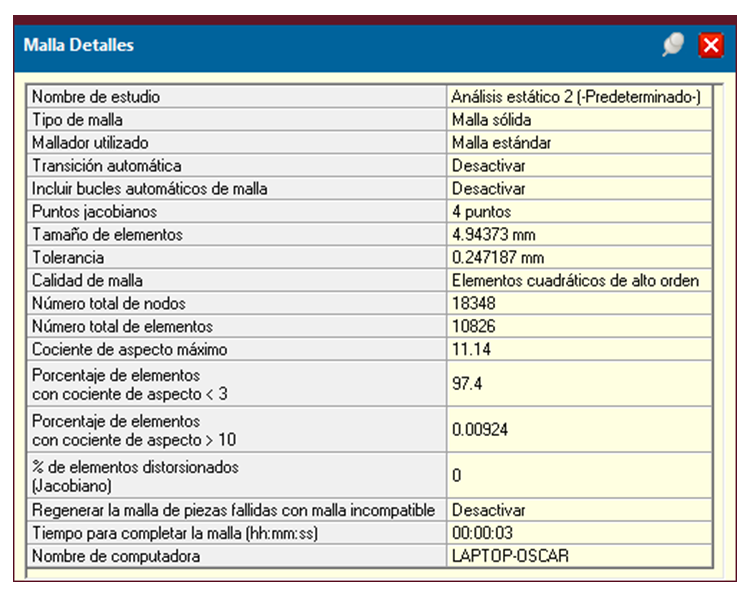 Malla Detalles
Nombre de estudio Análisis estático 2 (-Predeterminado-)
Tipo de malla Malla sólida
Mallador utilizado Malla estándar
Transición automática Desactivar
Incluir bucles automáticos de malla Desactivar
Puntos jacobianos 4 puntos
Tamaño de elementos 4.94373 mm
Tolerancia 0.247187 mm
Calidad de malla Elementos cuadráticos de alto orden
Número total de nodos 18348
Número total de elementos 10826
Cociente de aspecto máximo 11.14
Porcentaje de elementos
con cociente de aspecto < 3 97.4
Porcentaje de elementos
con cociente de aspecto > 10 0.00924
% de elementos distorsionados
(Jacobiano) 0
Regenerar la malla de piezas fallidas con malla incompatible Desactivar
Tiempo para completar la malla (hh:mm:ss) 00:00:03
Nombre de computadora LAPTOP-OSCAR